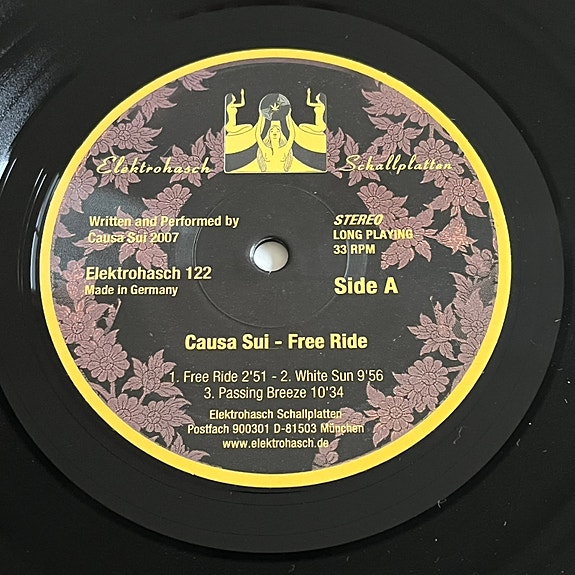 Elektrohasch Schallplatten
Written and Performed by
Causa Sui 2007
STEREO
LONG PLAYING
33 RPM
Elektrohasch 122
Made in Germany
Side A
Causa Sui - Free Ride
1. Free Ride 2'51 - 2. White Sun 9'56
3. Passing Breeze 10'34
Elektrohasch Schallplatten
Postfach 900301 D-81503 München
www.elektrohasch.de